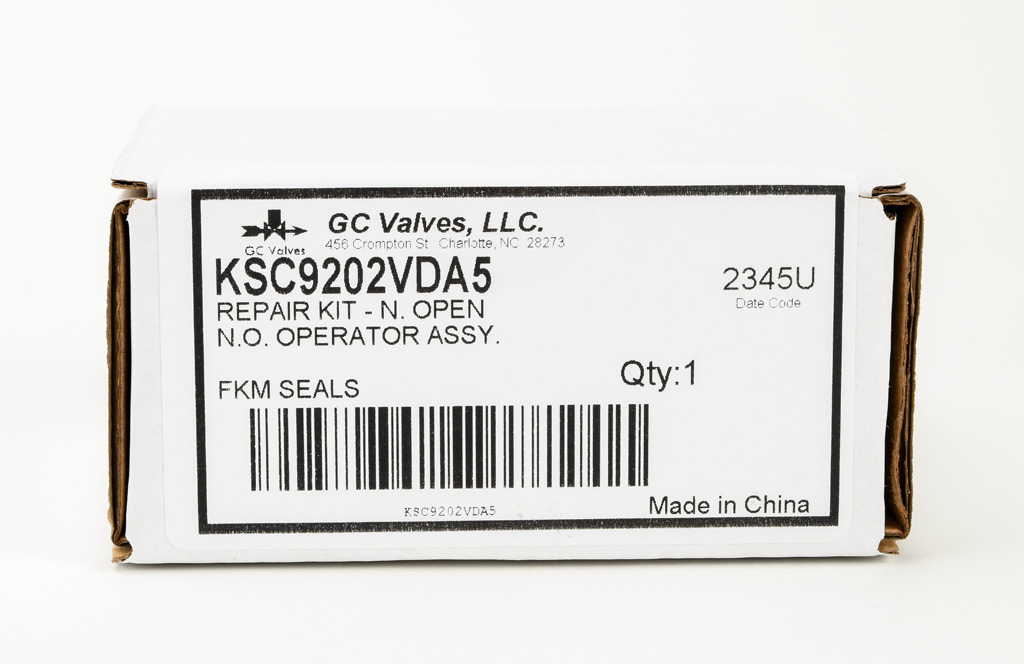 GC Valves
GC Valves, LLC.
456 Crompton St Charlotte, NC 28273
KSC9202VDA5
REPAIR KIT - N. OPEN
N.O. OPERATOR ASSY.
2345U
Date Code
Qty:1
FKM SEALS
KSC9202VDA5
Made in China